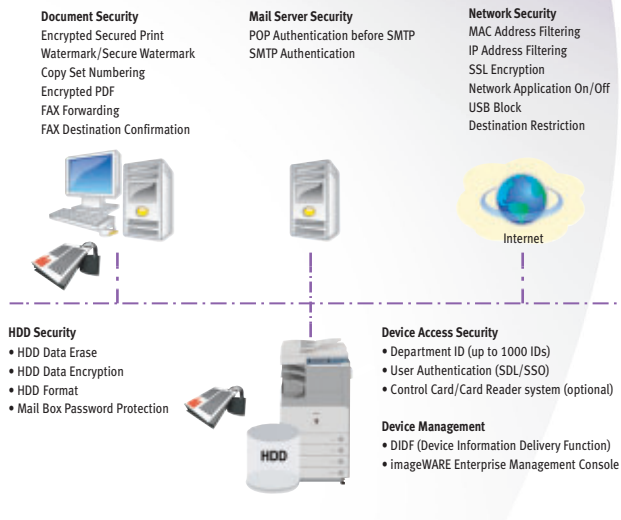 Document Security
Encrypted Secured Print
Watermark/Secure Watermark
Copy Set Numbering
Encrypted PDF
FAX Forwarding
FAX Destination Confirmation
Mail Server Security
POP Authentication before SMTP
SMTP Authentication
Network Security
MAC Address Filtering
IP Address Filtering
SSL Encryption
Network Application On/Off
USB Block
Destination Restriction
Internet
HDD Security
• HDD Data Erase
• HDD Data Encryption
• HDD Format
• Mail Box Password Protection
HDD
Device Access Security
• Department ID (up to 1000 IDs)
• User Authentication (SDL/SSO)
• Control Card/Card Reader system (optional)
Device Management
• DIDF (Device Information Delivery Function)
• imageWARE Enterprise Management Console